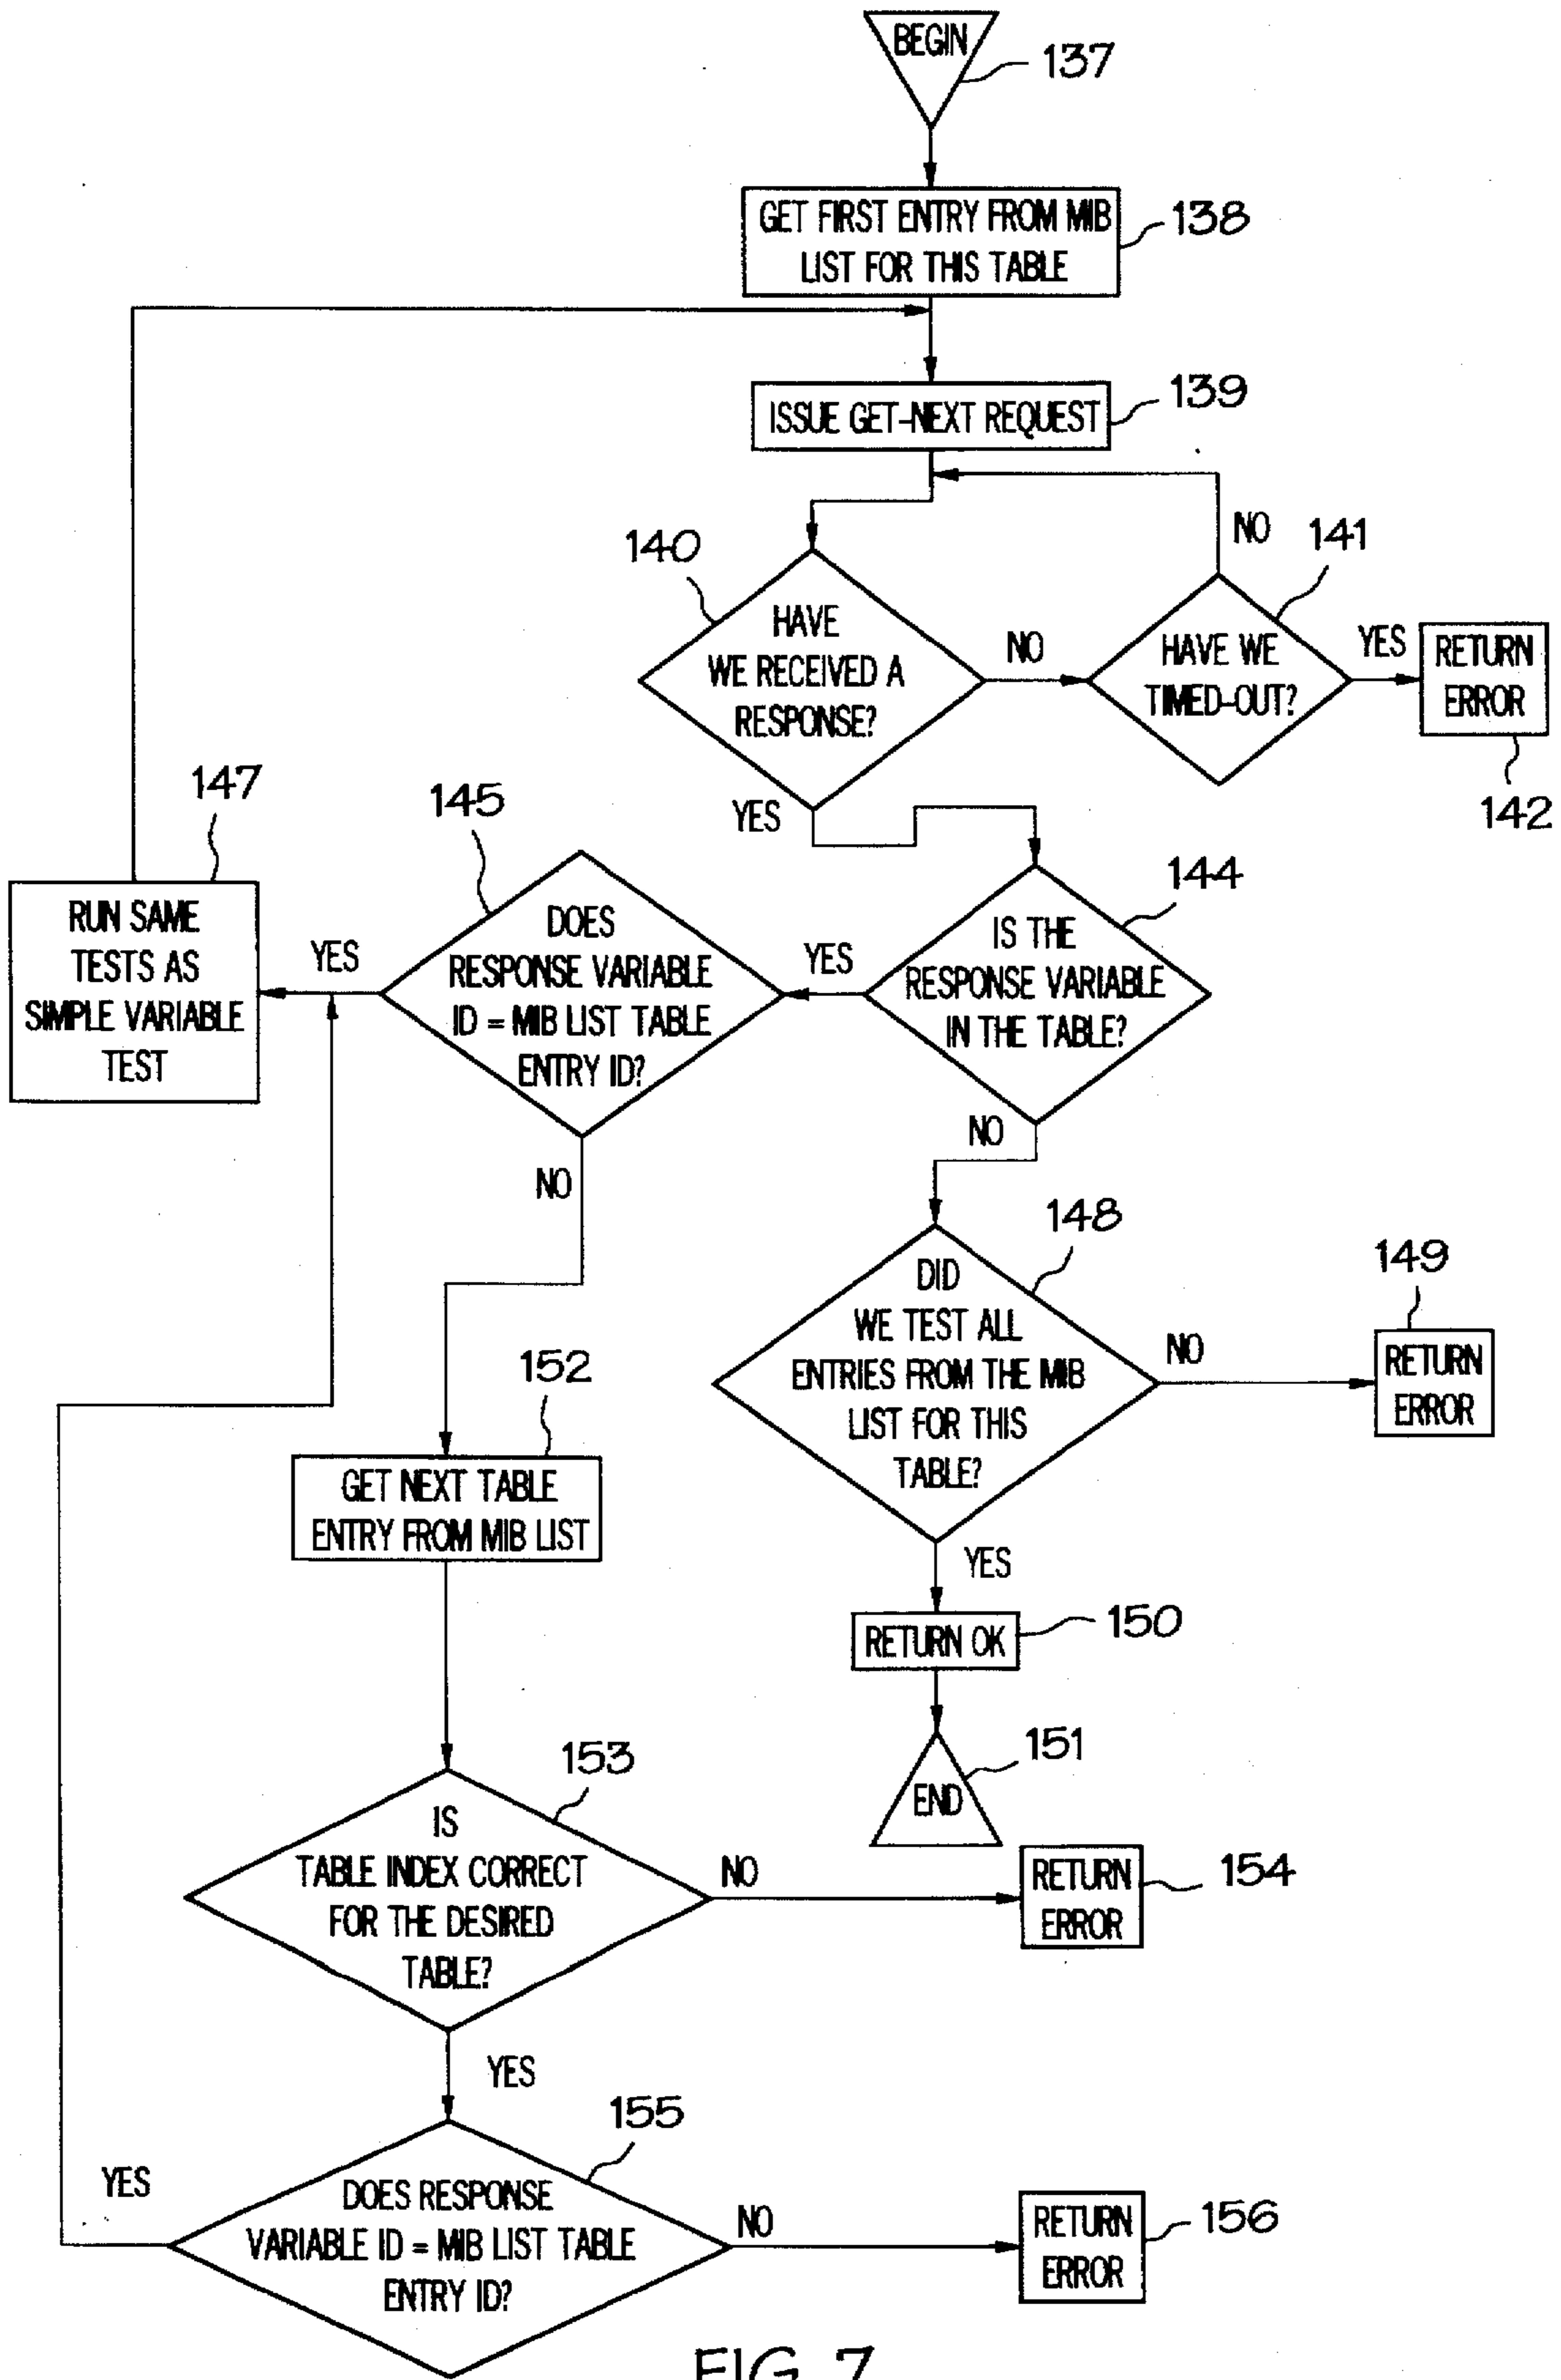 BEGIN
137
GET FIRST ENTRY FROM MIB
LIST FOR THIS TABLE
138
ISSUE GET-NEXT REQUEST
139
140
HAVE
WE RECEIVED A
RESPONSE?
NO
141
HAVE WE
TIMED-OUT?
NO
YES
RETURN
ERROR
142
YES
144
IS THE
RESPONSE VARIABLE
IN THE TABLE?
YES
145
DOES
RESPONSE VARIABLE
ID = MIB LIST TABLE
ENTRY ID?
YES
147
RUN SAME
TESTS AS
SIMPLE VARIABLE
TEST
NO
NO
148
DID
WE TEST ALL
ENTRIES FROM THE MIB
LIST FOR THIS
TABLE?
NO
149
RETURN
ERROR
YES
RETURN OK
150
END
151
152
GET NEXT TABLE
ENTRY FROM MIB LIST
153
IS
TABLE INDEX CORRECT
FOR THE DESIRED
TABLE?
NO
RETURN
ERROR
154
YES
155
DOES RESPONSE
VARIABLE ID = MIB LIST TABLE
ENTRY ID?
YES
NO
RETURN
ERROR
156
FIG. 7